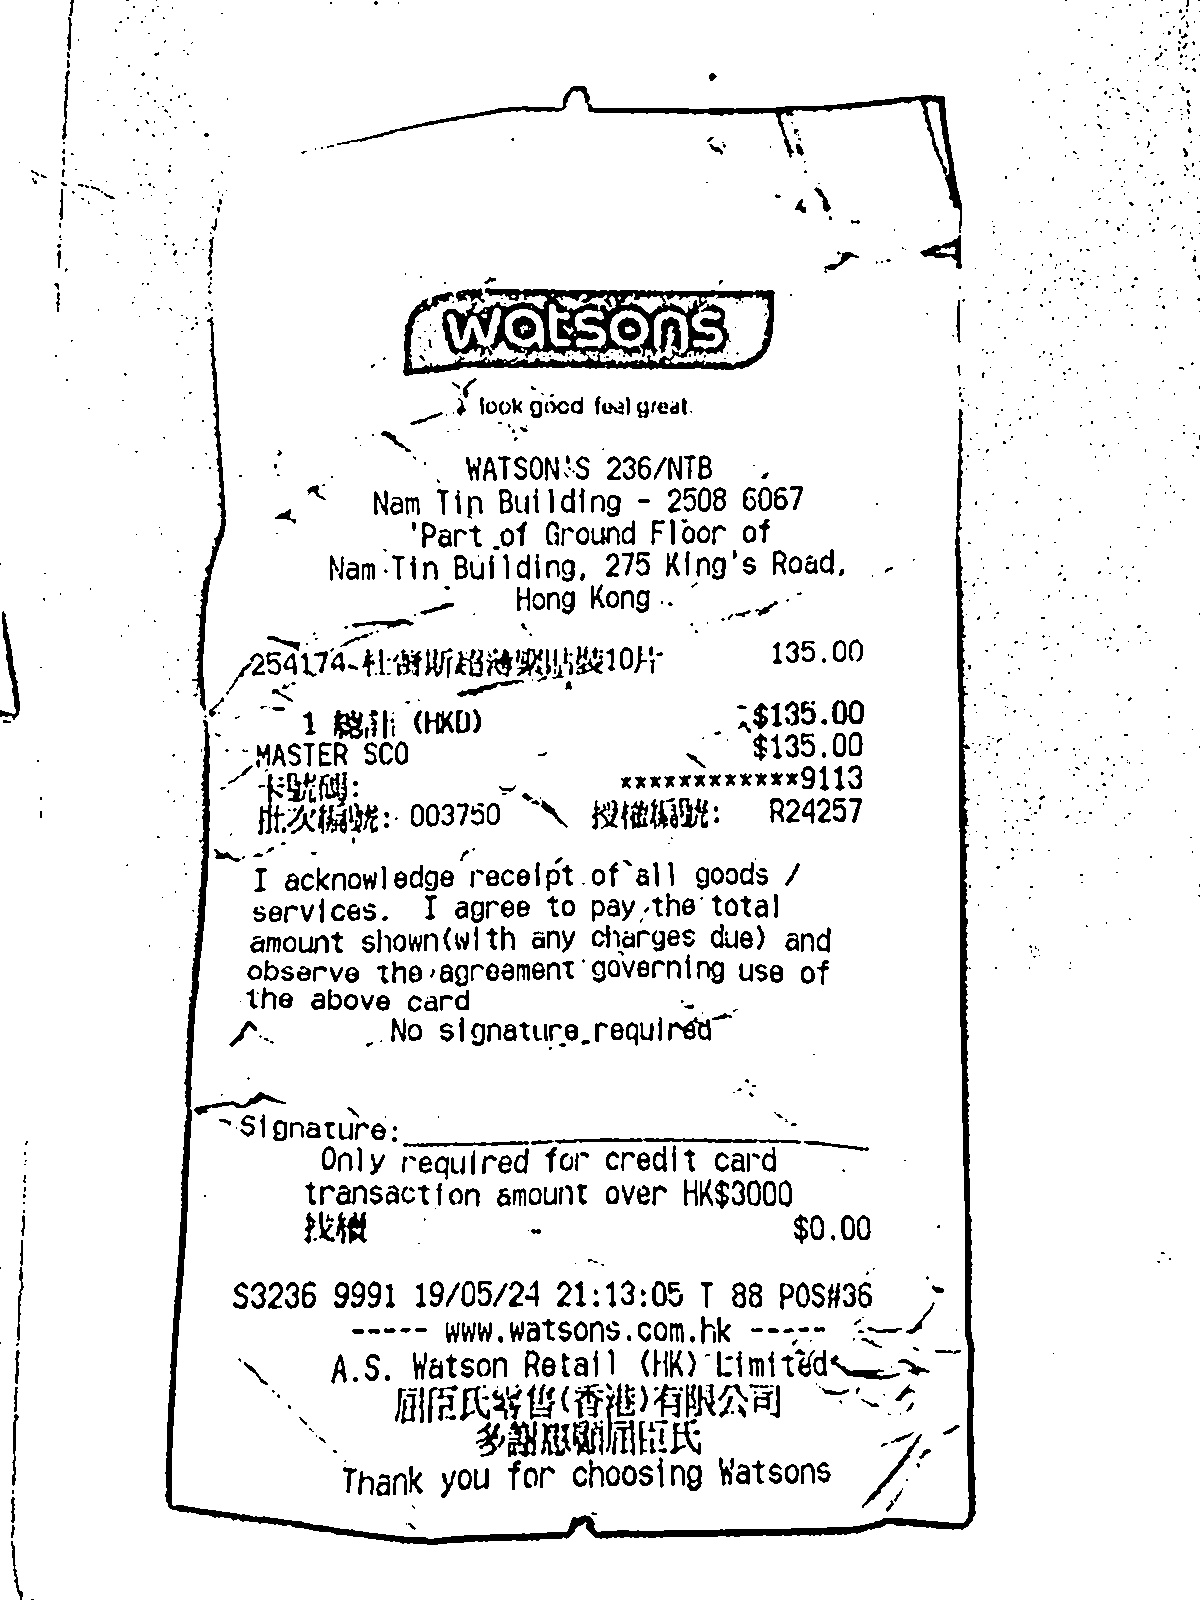 watsons
look good feel great.
WATSON'S 236/NTB
Nam Tin Building - 2508 6067
'Part of Ground Floor of
Nam Tin Building, 275 King's Road,
Hong Kong
254174-杜蕾斯超薄緊貼裝10片 135.00
1 總計 (HKD) $135.00
MASTER SCO $135.00
卡號碼: ************9113
批次編號: 003750 授權編號: R24257
I acknowledge receipt of all goods /
services. I agree to pay the total
amount shown(with any charges due) and
observe the agreement governing use of
the above card
No signature required
Signature:
Only required for credit card
transaction amount over HK$3000
找續 $0.00
S3236 9991 19/05/24 21:13:05 T 88 POS#36
----- www.watsons.com.hk -----
A.S. Watson Retail (HK) Limited
屈臣氏零售(香港)有限公司
多謝惠顧屈臣氏
Thank you for choosing Watsons